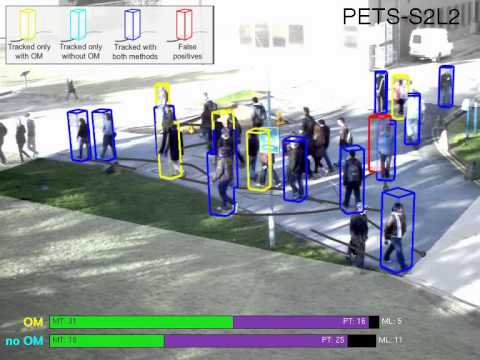 PETS-S2L2
Tracked only
with OM
Tracked only
without OM
Tracked with
both methods
False
positives
OM
MT: 31
PT: 16
ML: 5
no OM
MT: 19
PT: 25
ML: 11